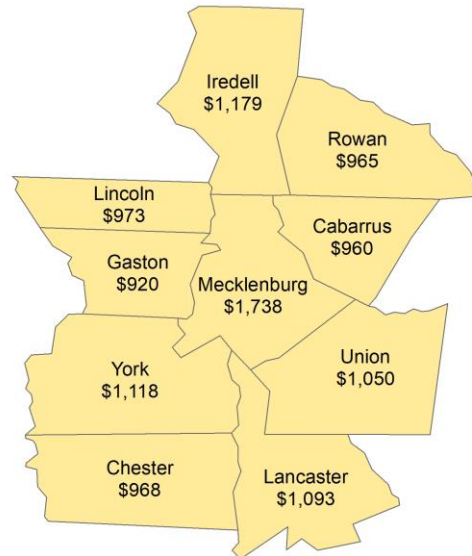 Iredell
$1,179
Rowan
$965
Lincoln
$973
Cabarrus
$960
Gaston
$920
Mecklenburg
$1,738
Union
$1,050
York
$1,118
Chester
$968
Lancaster
$1,093